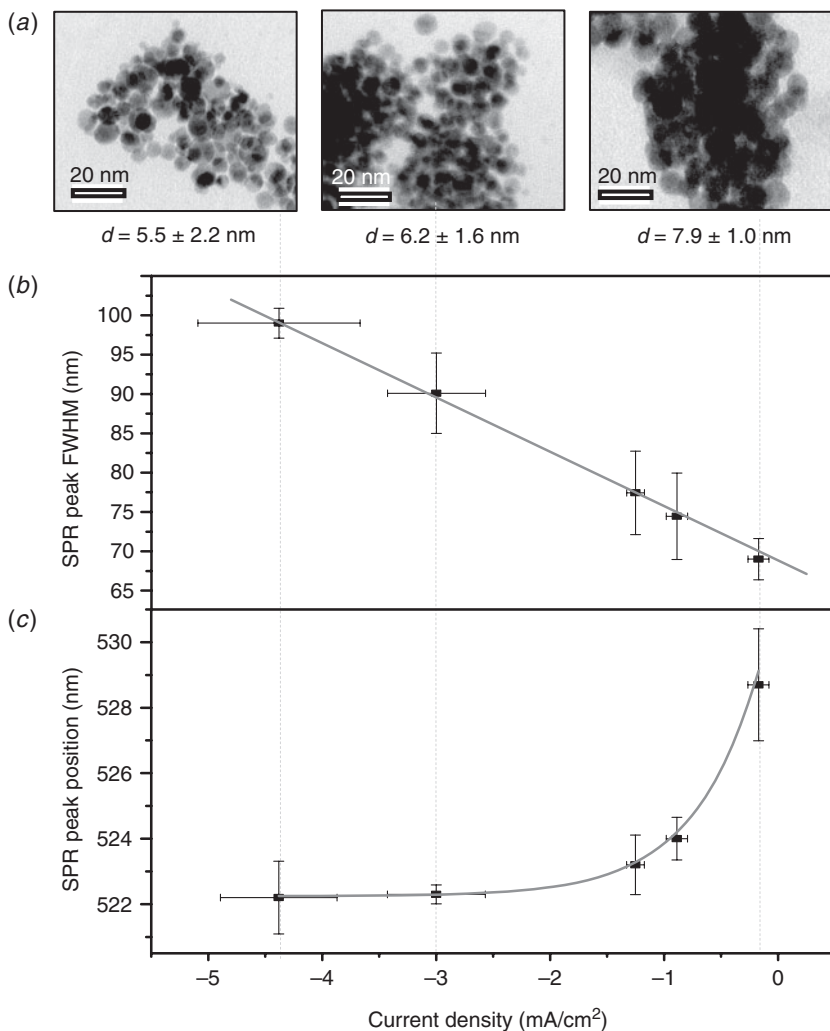 (a)
20 nm
20 nm
20 nm
d = 5.5 ± 2.2 nm
d = 6.2 ± 1.6 nm
d = 7.9 ± 1.0 nm
(b)
SPR peak FWHM (nm)
100
95
90
85
80
75
70
65
(c)
SPR peak position (nm)
530
528
526
524
522
–5
–4
–3
–2
–1
0
Current density (mA/cm²)